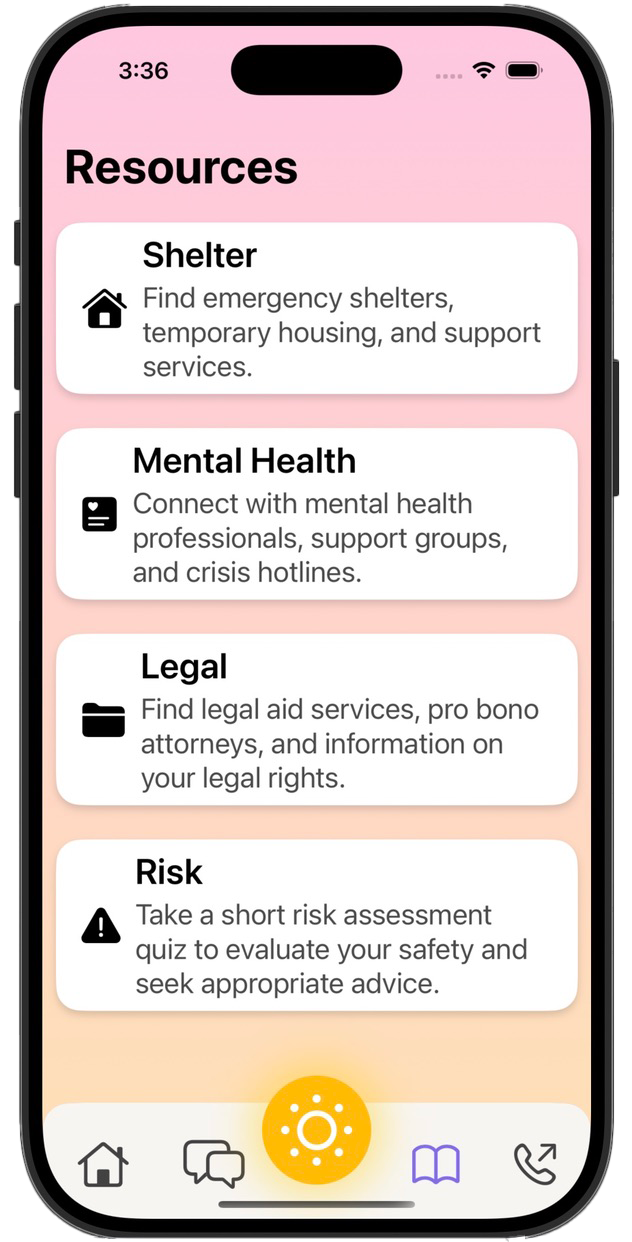 3:36
Resources
Shelter
Find emergency shelters,
temporary housing, and support
services.
Mental Health
Connect with mental health
professionals, support groups,
and crisis hotlines.
Legal
Find legal aid services, pro bono
attorneys, and information on
your legal rights.
Risk
Take a short risk assessment
quiz to evaluate your safety and
seek appropriate advice.